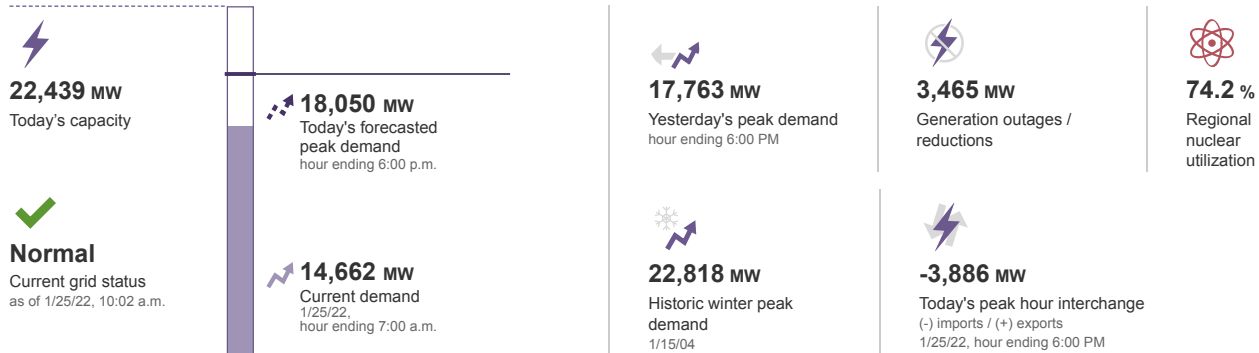 22,439 MW
Today's capacity
Normal
Current grid status
as of 1/25/22, 10:02 a.m.
18,050 MW
Today's forecasted
peak demand
hour ending 6:00 p.m.
14,662 MW
Current demand
1/25/22,
hour ending 7:00 a.m.
17,763 MW
Yesterday's peak demand
hour ending 6:00 PM
3,465 MW
Generation outages /
reductions
74.2 %
Regional
nuclear
utilization
22,818 MW
Historic winter peak
demand
1/15/04
-3,886 MW
Today's peak hour interchange
(-) imports / (+) exports
1/25/22, hour ending 6:00 PM